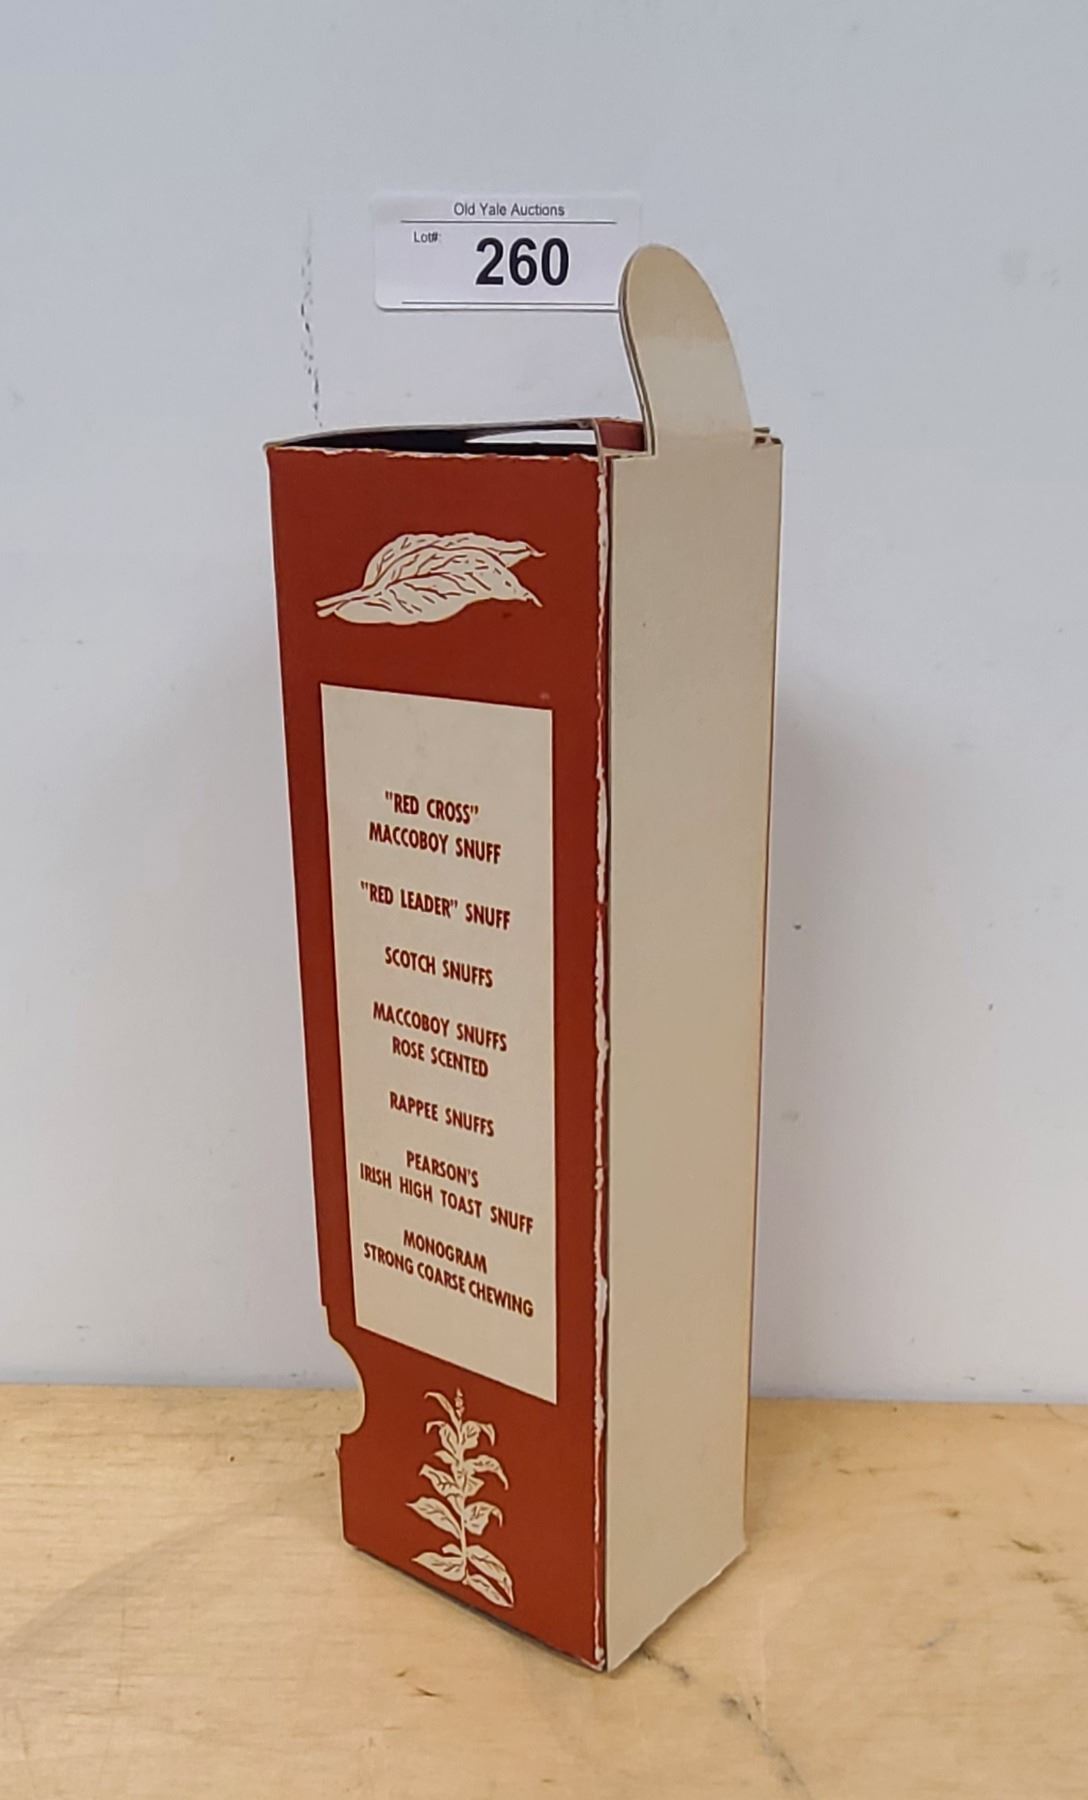 Old Yale Auctions
Lot#:
260
"RED CROSS"
MACCOBOY SNUFF
"RED LEADER" SNUFF
SCOTCH SNUFFS
MACCOBOY SNUFFS
ROSE SCENTED
RAPPEE SNUFFS
PEARSON'S
IRISH HIGH TOAST SNUFF
MONOGRAM
STRONG COARSE CHEWING